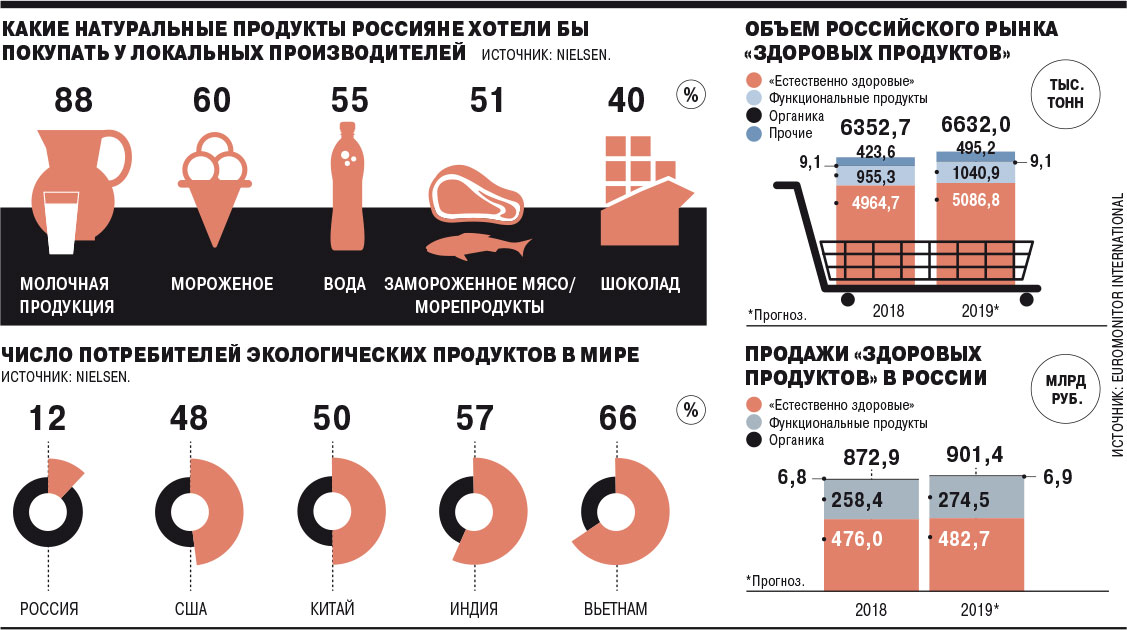 КАКИЕ НАТУРАЛЬНЫЕ ПРОДУКТЫ РОССИЯНЕ ХОТЕЛИ БЫ
ПОКУПАТЬ У ЛОКАЛЬНЫХ ПРОИЗВОДИТЕЛЕЙ ИСТОЧНИК: NIELSEN.
88 60 55 51 40 %
МОЛОЧНАЯ
ПРОДУКЦИЯ
МОРОЖЕНОЕ
ВОДА
ЗАМОРОЖЕННОЕ МЯСО/
МОРЕПРОДУКТЫ
ШОКОЛАД
ЧИСЛО ПОТРЕБИТЕЛЕЙ ЭКОЛОГИЧЕСКИХ ПРОДУКТОВ В МИРЕ
ИСТОЧНИК: NIELSEN.
12 48 50 57 66 %
РОССИЯ США КИТАЙ ИНДИЯ ВЬЕТНАМ
ОБЪЕМ РОССИЙСКОГО РЫНКА
«ЗДОРОВЫХ ПРОДУКТОВ»
ТЫС.
ТОНН
«Естественно здоровые»
Функциональные продукты
Органика
Прочие
6352,7 6632,0
423,6 495,2
9,1 9,1
955,3 1040,9
4964,7 5086,8
2018 2019*
*Прогноз.
ПРОДАЖИ «ЗДОРОВЫХ
ПРОДУКТОВ» В РОССИИ
МЛРД
РУБ.
«Естественно здоровые»
Функциональные продукты
Органика
872,9 901,4
6,8 6,9
258,4 274,5
476,0 482,7
*Прогноз.
2018 2019*
ИСТОЧНИК: EUROMONITOR INTERNATIONAL